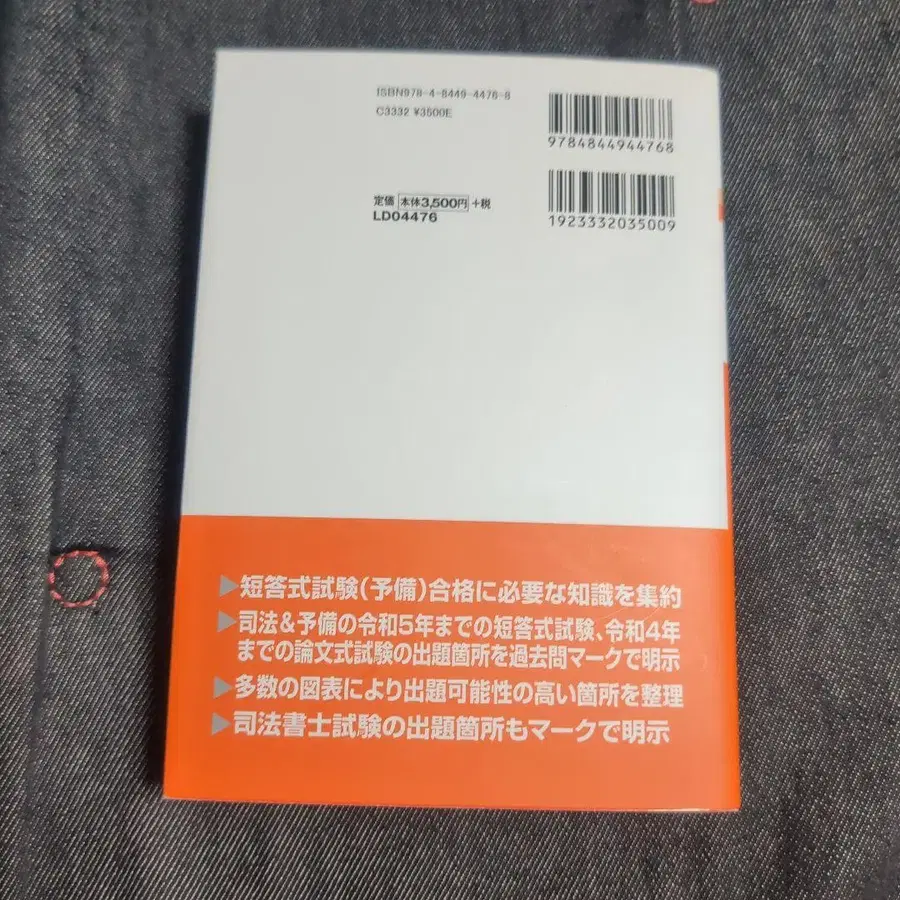 ISBN978-4-8449-4476-8
C3332 ¥3500E
9784844944768
定価 本体3,500円 +税
LD04476
1923332035009
▶短答式試験(予備)合格に必要な知識を集約
▶司法&予備の令和5年までの短答式試験、令和4年
までの論文式試験の出題箇所を過去問マークで明示
▶多数の図表により出題可能性の高い箇所を整理
▶司法書士試験の出題箇所もマークで明示